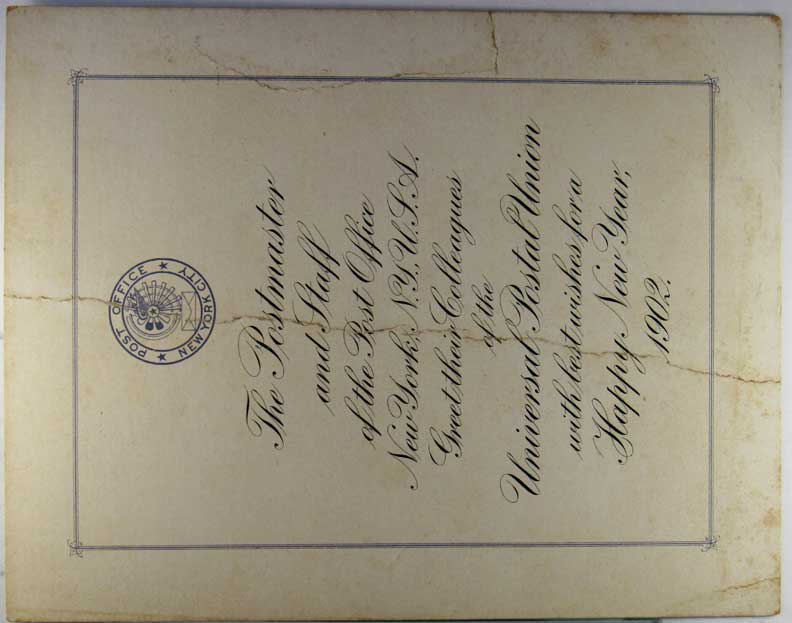 POST OFFICE
NEW YORK CITY
The Postmaster
and Staff
of the Post Office
New York, N.Y., U.S.A.
Greet their Colleagues
of the
Universal Postal Union
with best wishes for a
Happy New Year,
1902.